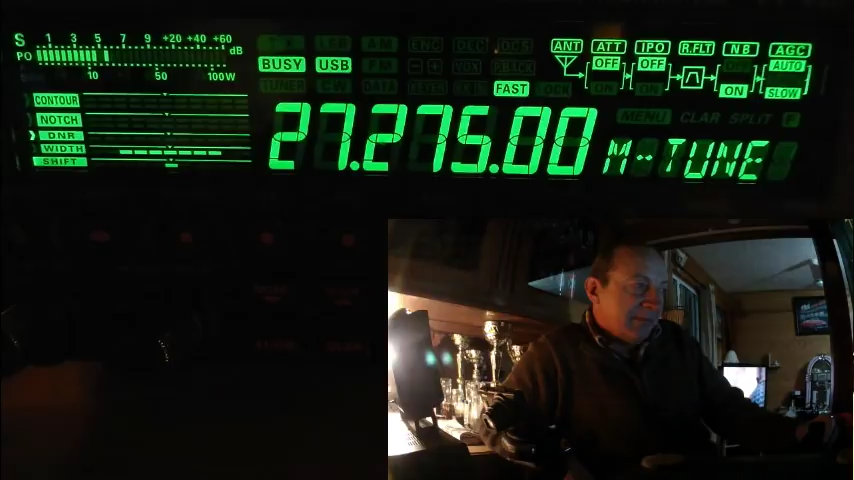 S 1 3 5 7 9 +20 +40 +60 dB
PO 10 50 100W
BUSY USB
FAST
ANT ATT IPO R.FLT NB AGC
OFF OFF AUTO
ON SLOW
CONTOUR
NOTCH
DNR
WIDTH
SHIFT
27.275.00 M-TUNE
MENU CLAR SPLIT